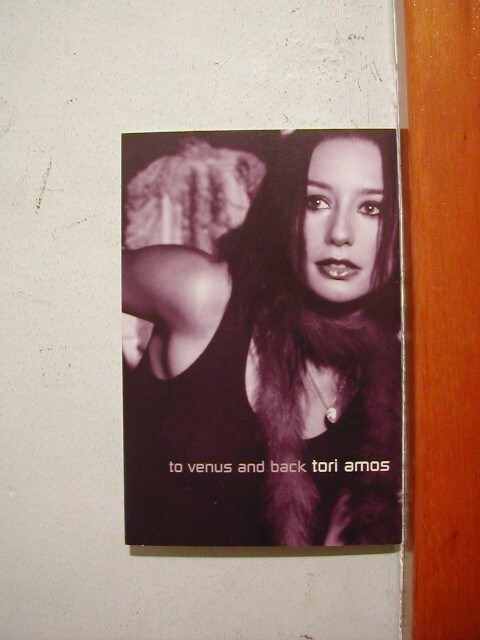 to venus and back tori amos